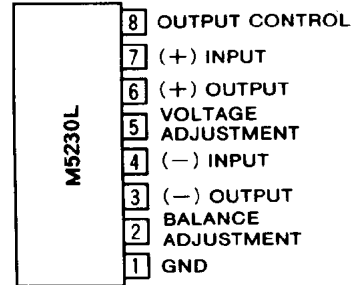 8 OUTPUT CONTROL
7 (+) INPUT
6 (+) OUTPUT
5 VOLTAGE
ADJUSTMENT
4 (−) INPUT
3 (−) OUTPUT
2 BALANCE
ADJUSTMENT
1 GND
M5230L